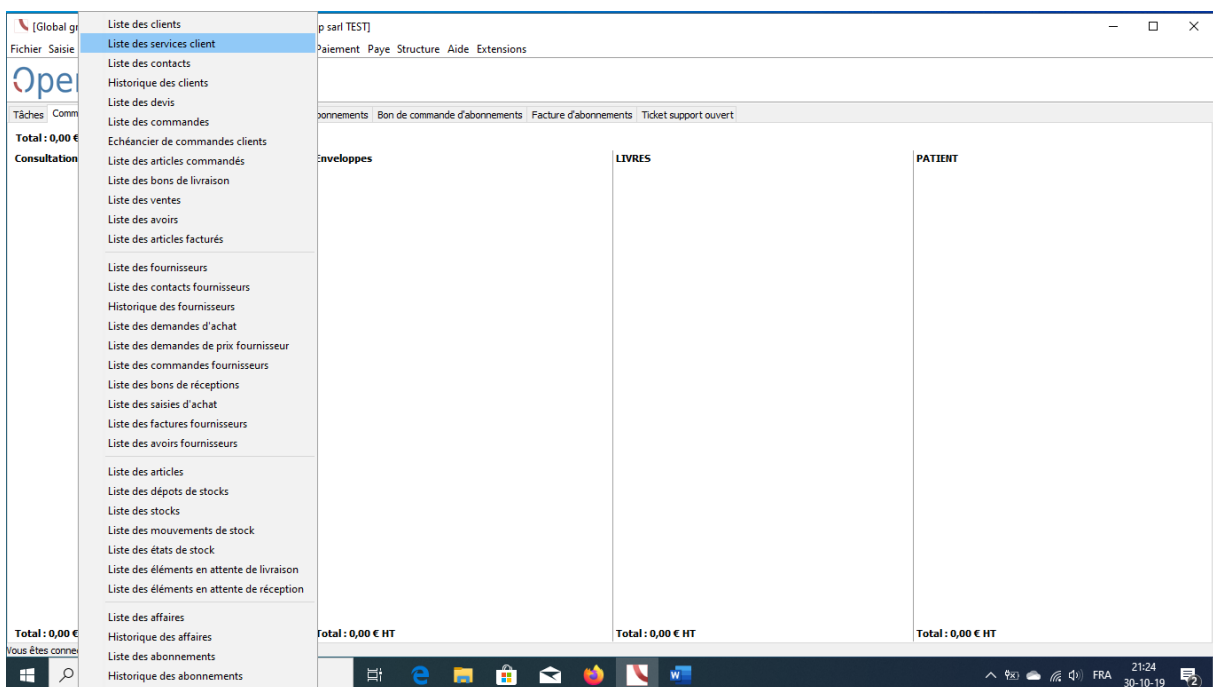 [Global gr
p sarl TEST]
Fichier Saisie
Paiement Paye Structure Aide Extensions
Ope
Tâches Comm
bonnements Bon de commande d'abonnements Facture d'abonnements Ticket support ouvert
Total : 0,00 €
Consultation
Enveloppes
LIVRES
PATIENT
Liste des clients
Liste des services client
Liste des contacts
Historique des clients
Liste des devis
Liste des commandes
Echéancier de commandes clients
Liste des articles commandés
Liste des bons de livraison
Liste des ventes
Liste des avoirs
Liste des articles facturés
Liste des fournisseurs
Liste des contacts fournisseurs
Historique des fournisseurs
Liste des demandes d'achat
Liste des demandes de prix fournisseur
Liste des commandes fournisseurs
Liste des bons de réceptions
Liste des saisies d'achat
Liste des factures fournisseurs
Liste des avoirs fournisseurs
Liste des articles
Liste des dépots de stocks
Liste des stocks
Liste des mouvements de stock
Liste des états de stock
Liste des éléments en attente de livraison
Liste des éléments en attente de réception
Liste des affaires
Historique des affaires
Liste des abonnements
Historique des abonnements
Total : 0,00 €
Total : 0,00 € HT
Total : 0,00 € HT
Total : 0,00 € HT
Vous êtes conne
FRA
21:24
30-10-19
2